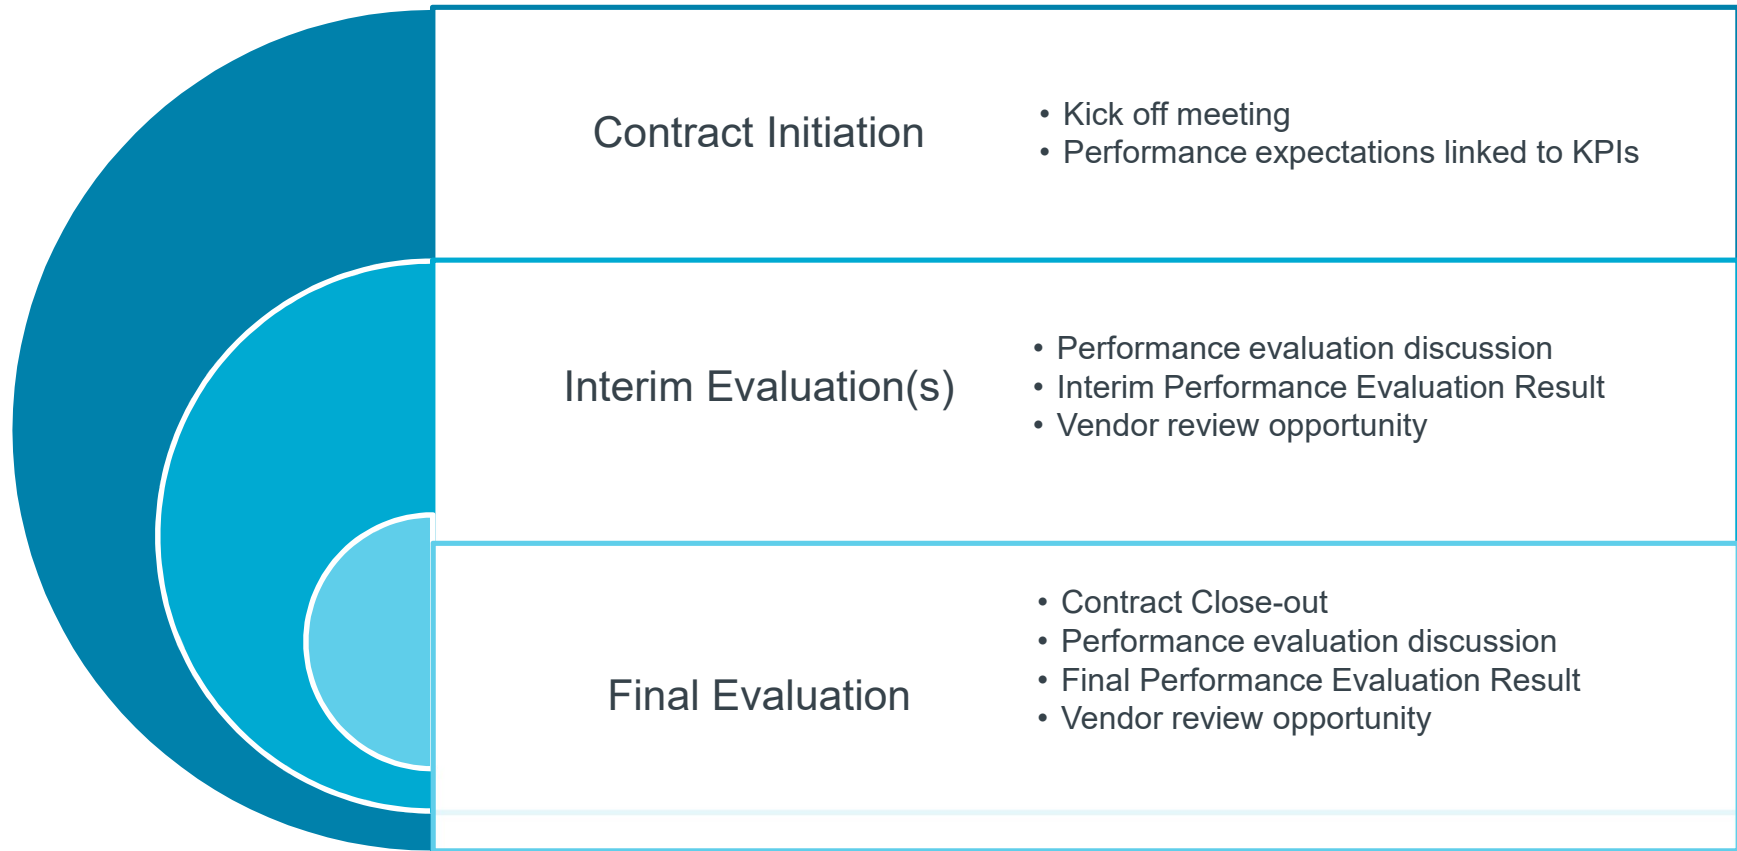 Contract Initiation
• Kick off meeting
• Performance expectations linked to KPIs
Interim Evaluation(s)
• Performance evaluation discussion
• Interim Performance Evaluation Result
• Vendor review opportunity
Final Evaluation
• Contract Close-out
• Performance evaluation discussion
• Final Performance Evaluation Result
• Vendor review opportunity